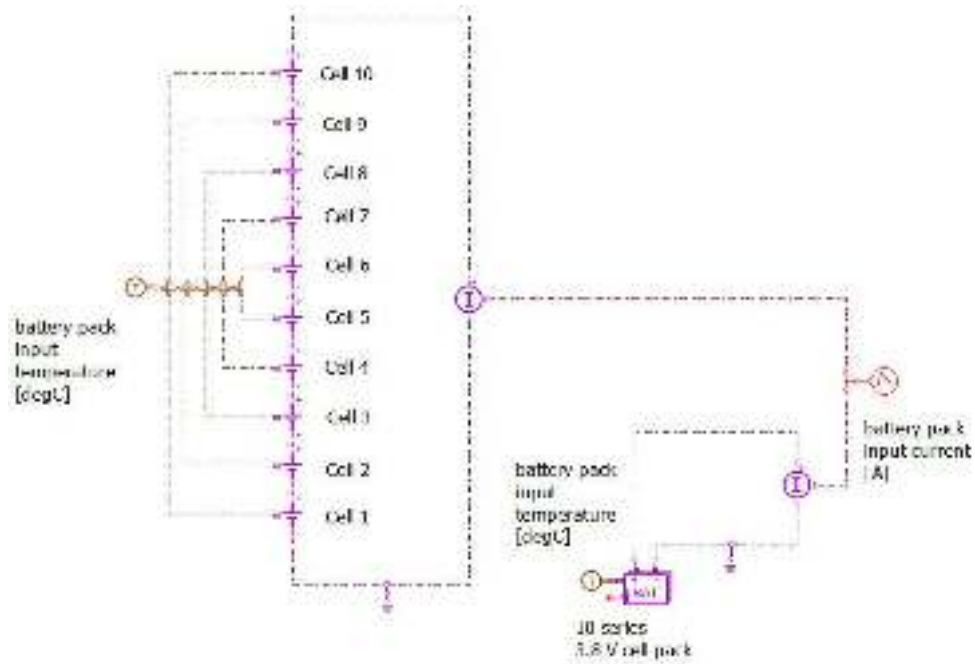 Cell 10
Cell 9
Cell 8
Cell 7
Cell 6
Cell 5
Cell 4
Cell 3
Cell 2
Cell 1
battery pack
input
temperature
[degC]
I
battery pack
input current
[A]
battery pack
input
temperature
[degC]
I
10 series
3.8 V cell pack